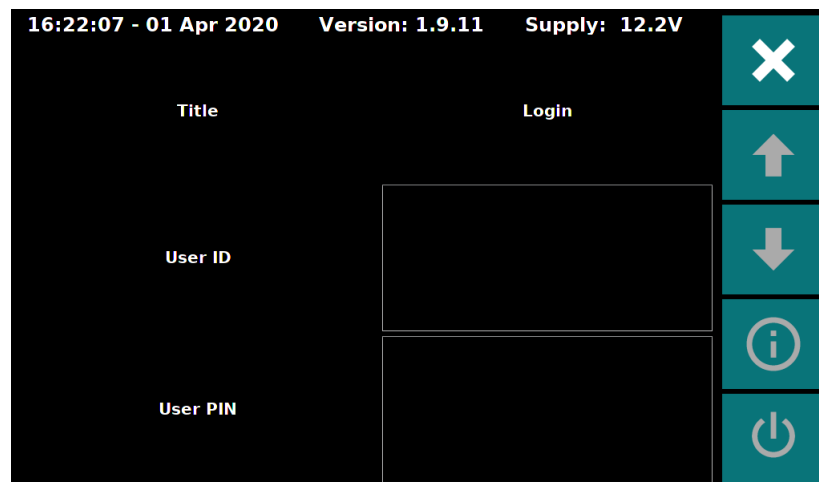 16:22:07 - 01 Apr 2020 Version: 1.9.11 Supply: 12.2V
Title Login
User ID
User PIN